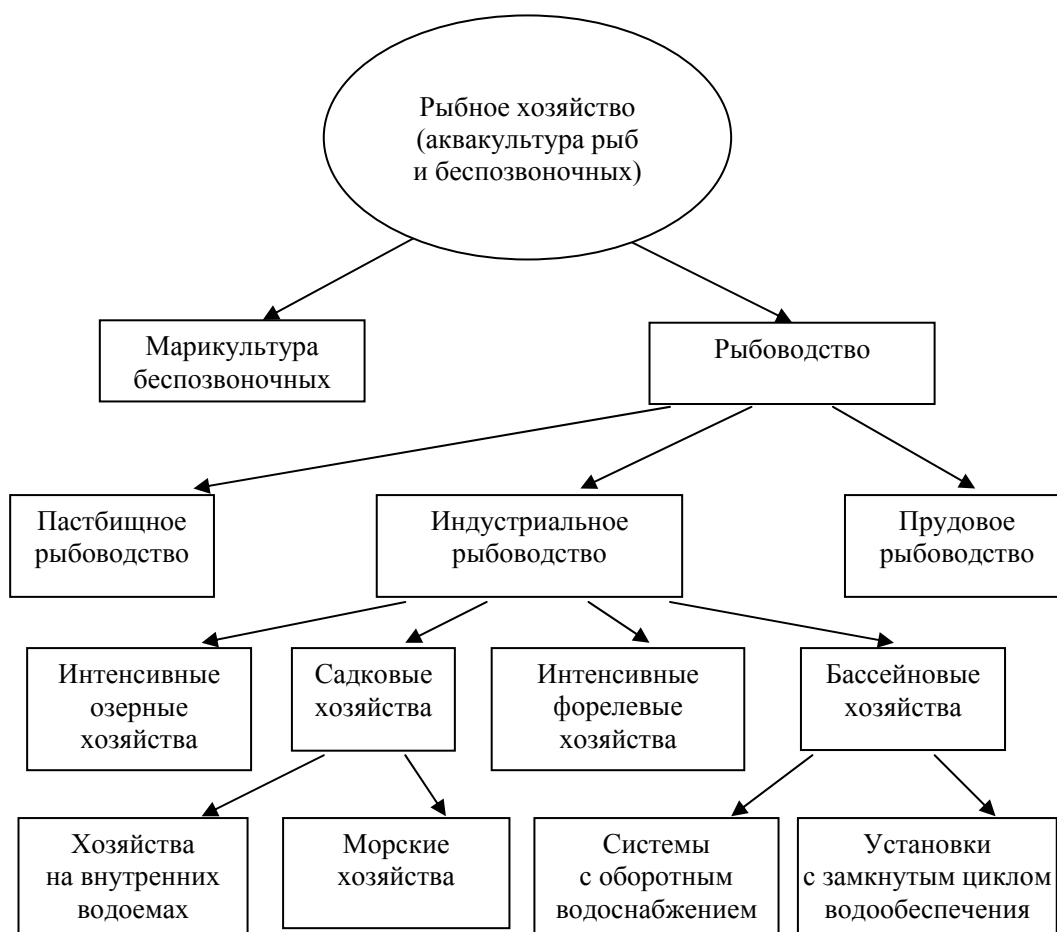 Рыбное хозяйство
(аквакультура рыб
и беспозвоночных)
Марикультура
беспозвоночных
Рыбоводство
Пастбищное
рыбоводство
Индустриальное
рыбоводство
Прудовое
рыбоводство
Интенсивные
озерные
хозяйства
Садковые
хозяйства
Интенсивные
форелевые
хозяйства
Бассейновые
хозяйства
Хозяйства
на внутренних
водоемах
Морские
хозяйства
Системы
с оборотным
водоснабжением
Установки
с замкнутым циклом
водообеспечения